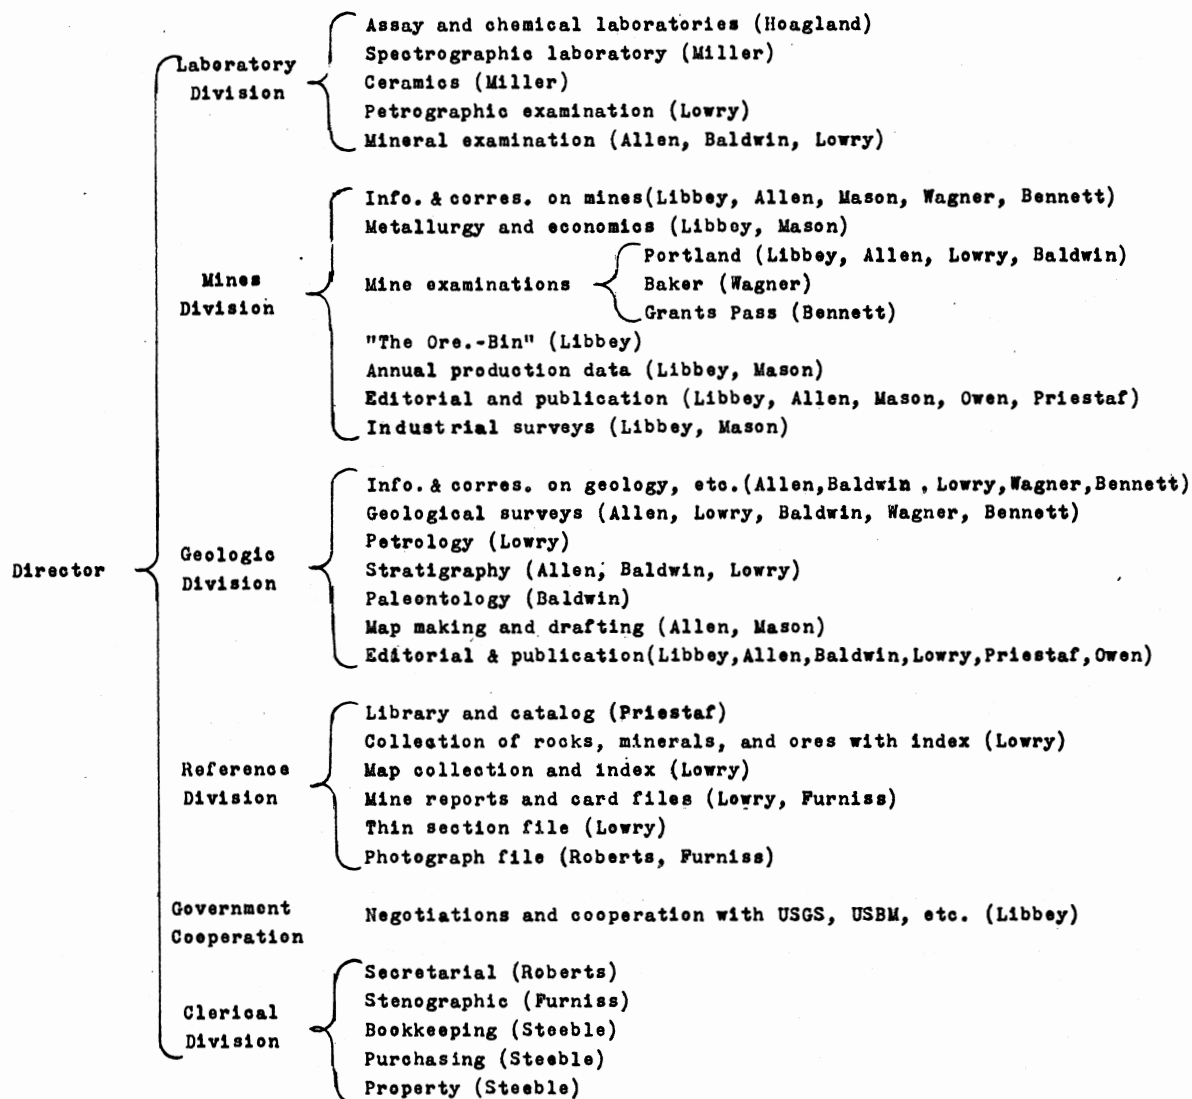 Director
Laboratory
Division
Assay and chemical laboratories (Hoagland)
Spectrographic laboratory (Miller)
Ceramics (Miller)
Petrographic examination (Lowry)
Mineral examination (Allen, Baldwin, Lowry)
Mines
Division
Info. & corres. on mines(Libbey, Allen, Mason, Wagner, Bennett)
Metallurgy and economics (Libbey, Mason)
Mine examinations
Portland (Libbey, Allen, Lowry, Baldwin)
Baker (Wagner)
Grants Pass (Bennett)
"The Ore.-Bin" (Libbey)
Annual production data (Libbey, Mason)
Editorial and publication (Libbey, Allen, Mason, Owen, Priestaf)
Industrial surveys (Libbey, Mason)
Geologic
Division
Info. & corres. on geology, etc.(Allen,Baldwin , Lowry,Wagner,Bennett)
Geological surveys (Allen, Lowry, Baldwin, Wagner, Bennett)
Petrology (Lowry)
Stratigraphy (Allen, Baldwin, Lowry)
Paleontology (Baldwin)
Map making and drafting (Allen, Mason)
Editorial & publication(Libbey,Allen,Baldwin,Lowry,Priestaf,Owen)
Reference
Division
Library and catalog (Priestaf)
Collection of rocks, minerals, and ores with index (Lowry)
Map collection and index (Lowry)
Mine reports and card files (Lowry, Furniss)
Thin section file (Lowry)
Photograph file (Roberts, Furniss)
Government
Cooperation
Negotiations and cooperation with USGS, USBM, etc. (Libbey)
Clerical
Division
Secretarial (Roberts)
Stenographic (Furniss)
Bookkeeping (Steeble)
Purchasing (Steeble)
Property (Steeble)